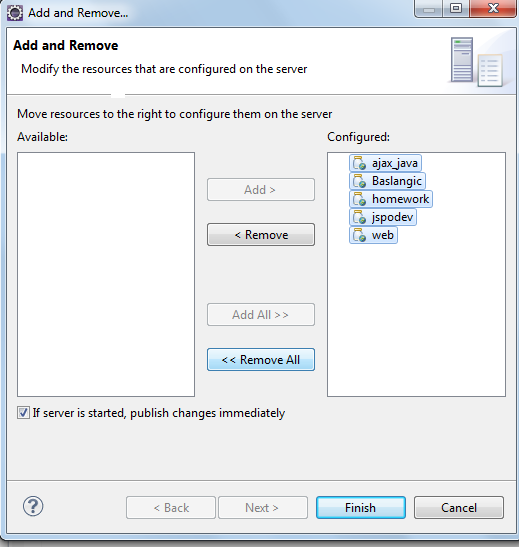 Add and Remove...
Add and Remove
Modify the resources that are configured on the server
Move resources to the right to configure them on the server
Available:
Configured:
ajax_java
Baslangic
homework
jspodev
web
Add >
< Remove
Add All >>
<< Remove All
If server is started, publish changes immediately
?
< Back
Next >
Finish
Cancel